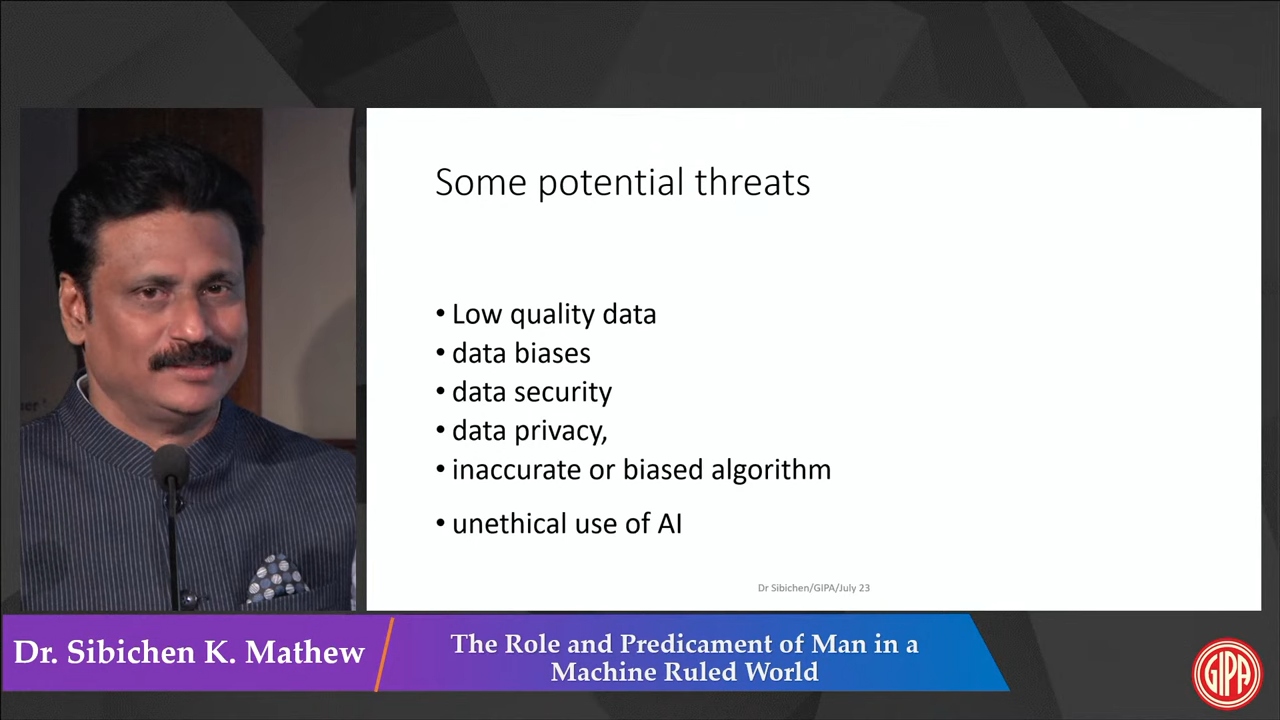 Some potential threats
• Low quality data
• data biases
• data security
• data privacy,
• inaccurate or biased algorithm
• unethical use of AI
Dr Sibichen/GIPA/July 23
Dr. Sibichen K. Mathew
The Role and Predicament of Man in a
Machine Ruled World
GIPA